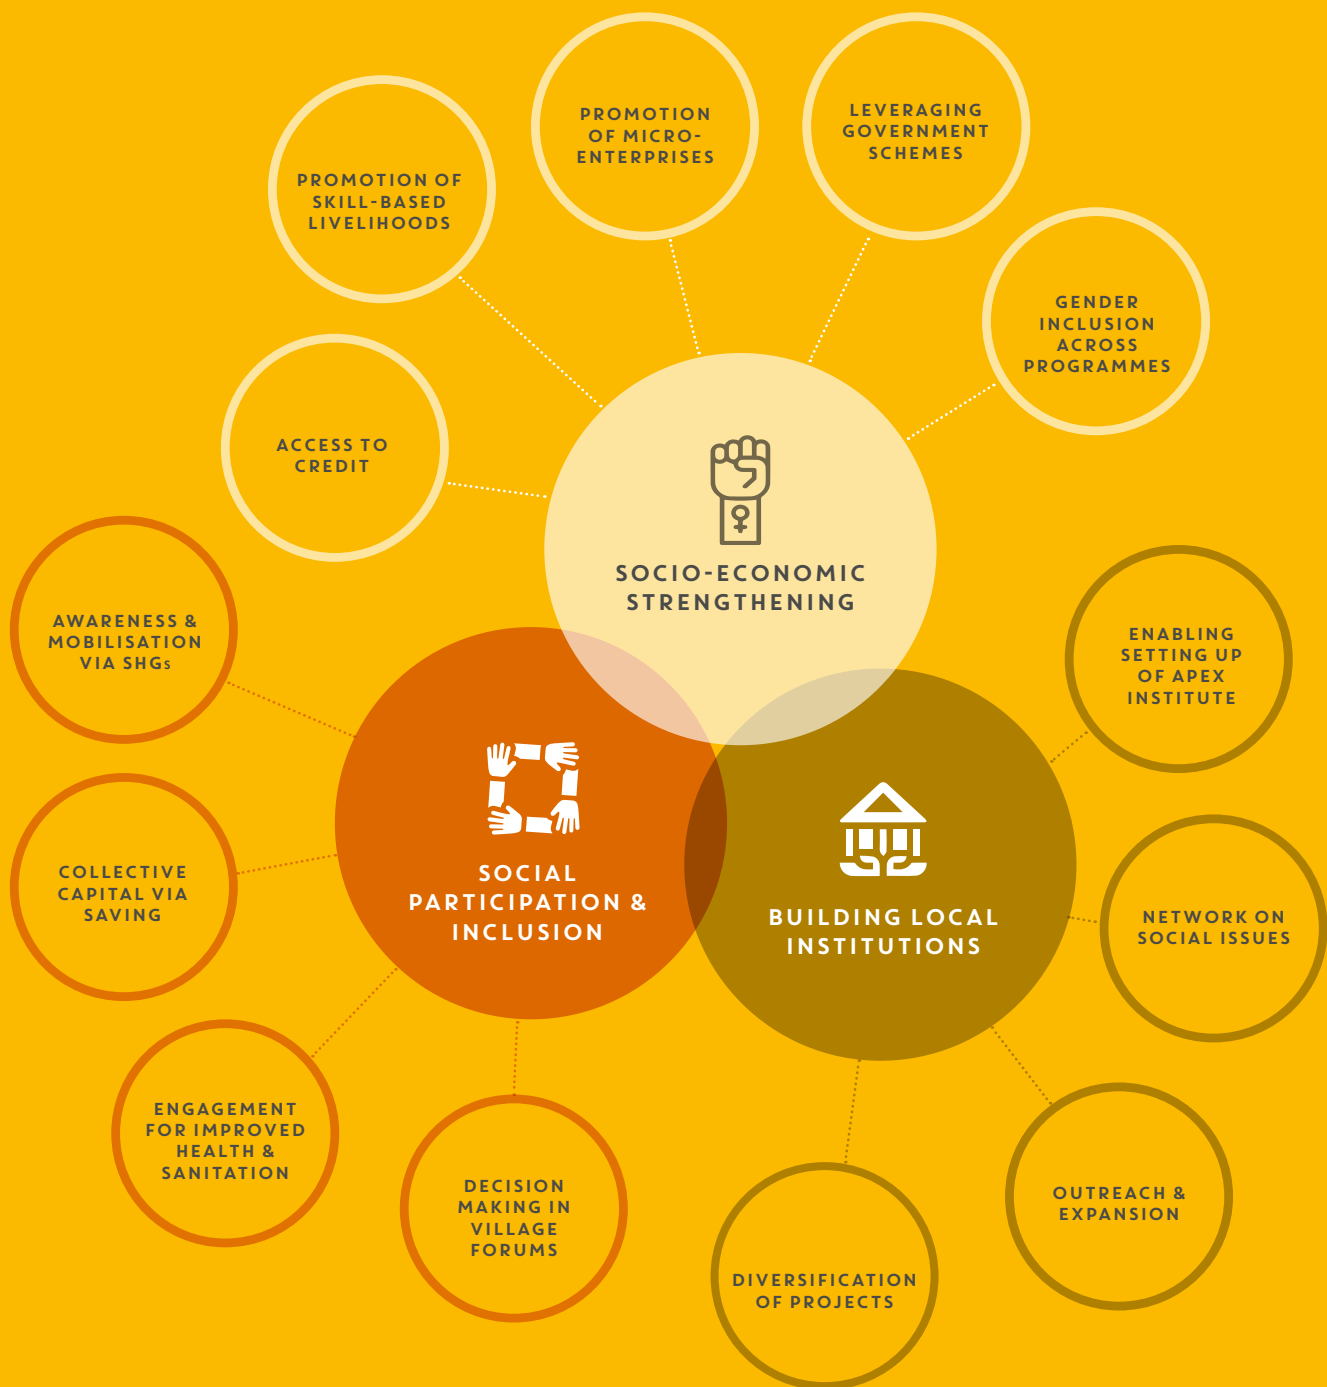 PROMOTION
OF MICRO-
ENTERPRISES
LEVERAGING
GOVERNMENT
SCHEMES
PROMOTION OF
SKILL-BASED
LIVELIHOODS
GENDER
INCLUSION
ACROSS
PROGRAMMES
ACCESS TO
CREDIT
SOCIO-ECONOMIC
STRENGTHENING
AWARENESS &
MOBILISATION
VIA SHGs
ENABLING
SETTING UP
OF APEX
INSTITUTE
COLLECTIVE
CAPITAL VIA
SAVING
SOCIAL
PARTICIPATION &
INCLUSION
BUILDING LOCAL
INSTITUTIONS
NETWORK ON
SOCIAL ISSUES
ENGAGEMENT
FOR IMPROVED
HEALTH &
SANITATION
DECISION
MAKING IN
VILLAGE
FORUMS
OUTREACH &
EXPANSION
DIVERSIFICATION
OF PROJECTS